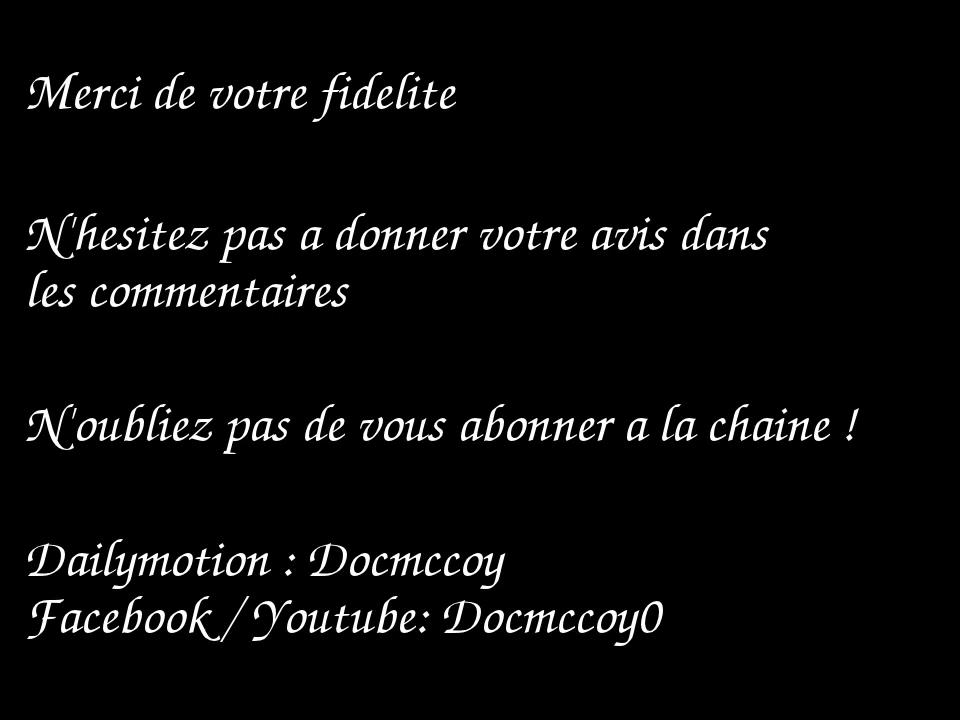 Merci de votre fidelite
N'hesitez pas a donner votre avis dans
les commentaires
N'oubliez pas de vous abonner a la chaine !
Dailymotion : Docmccoy
Facebook / Youtube: Docmccoy0